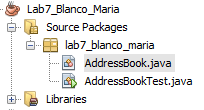 Lab7_Blanco_Maria
Source Packages
lab7_blanco_maria
AddressBook.java
AddressBookTest.java
Libraries